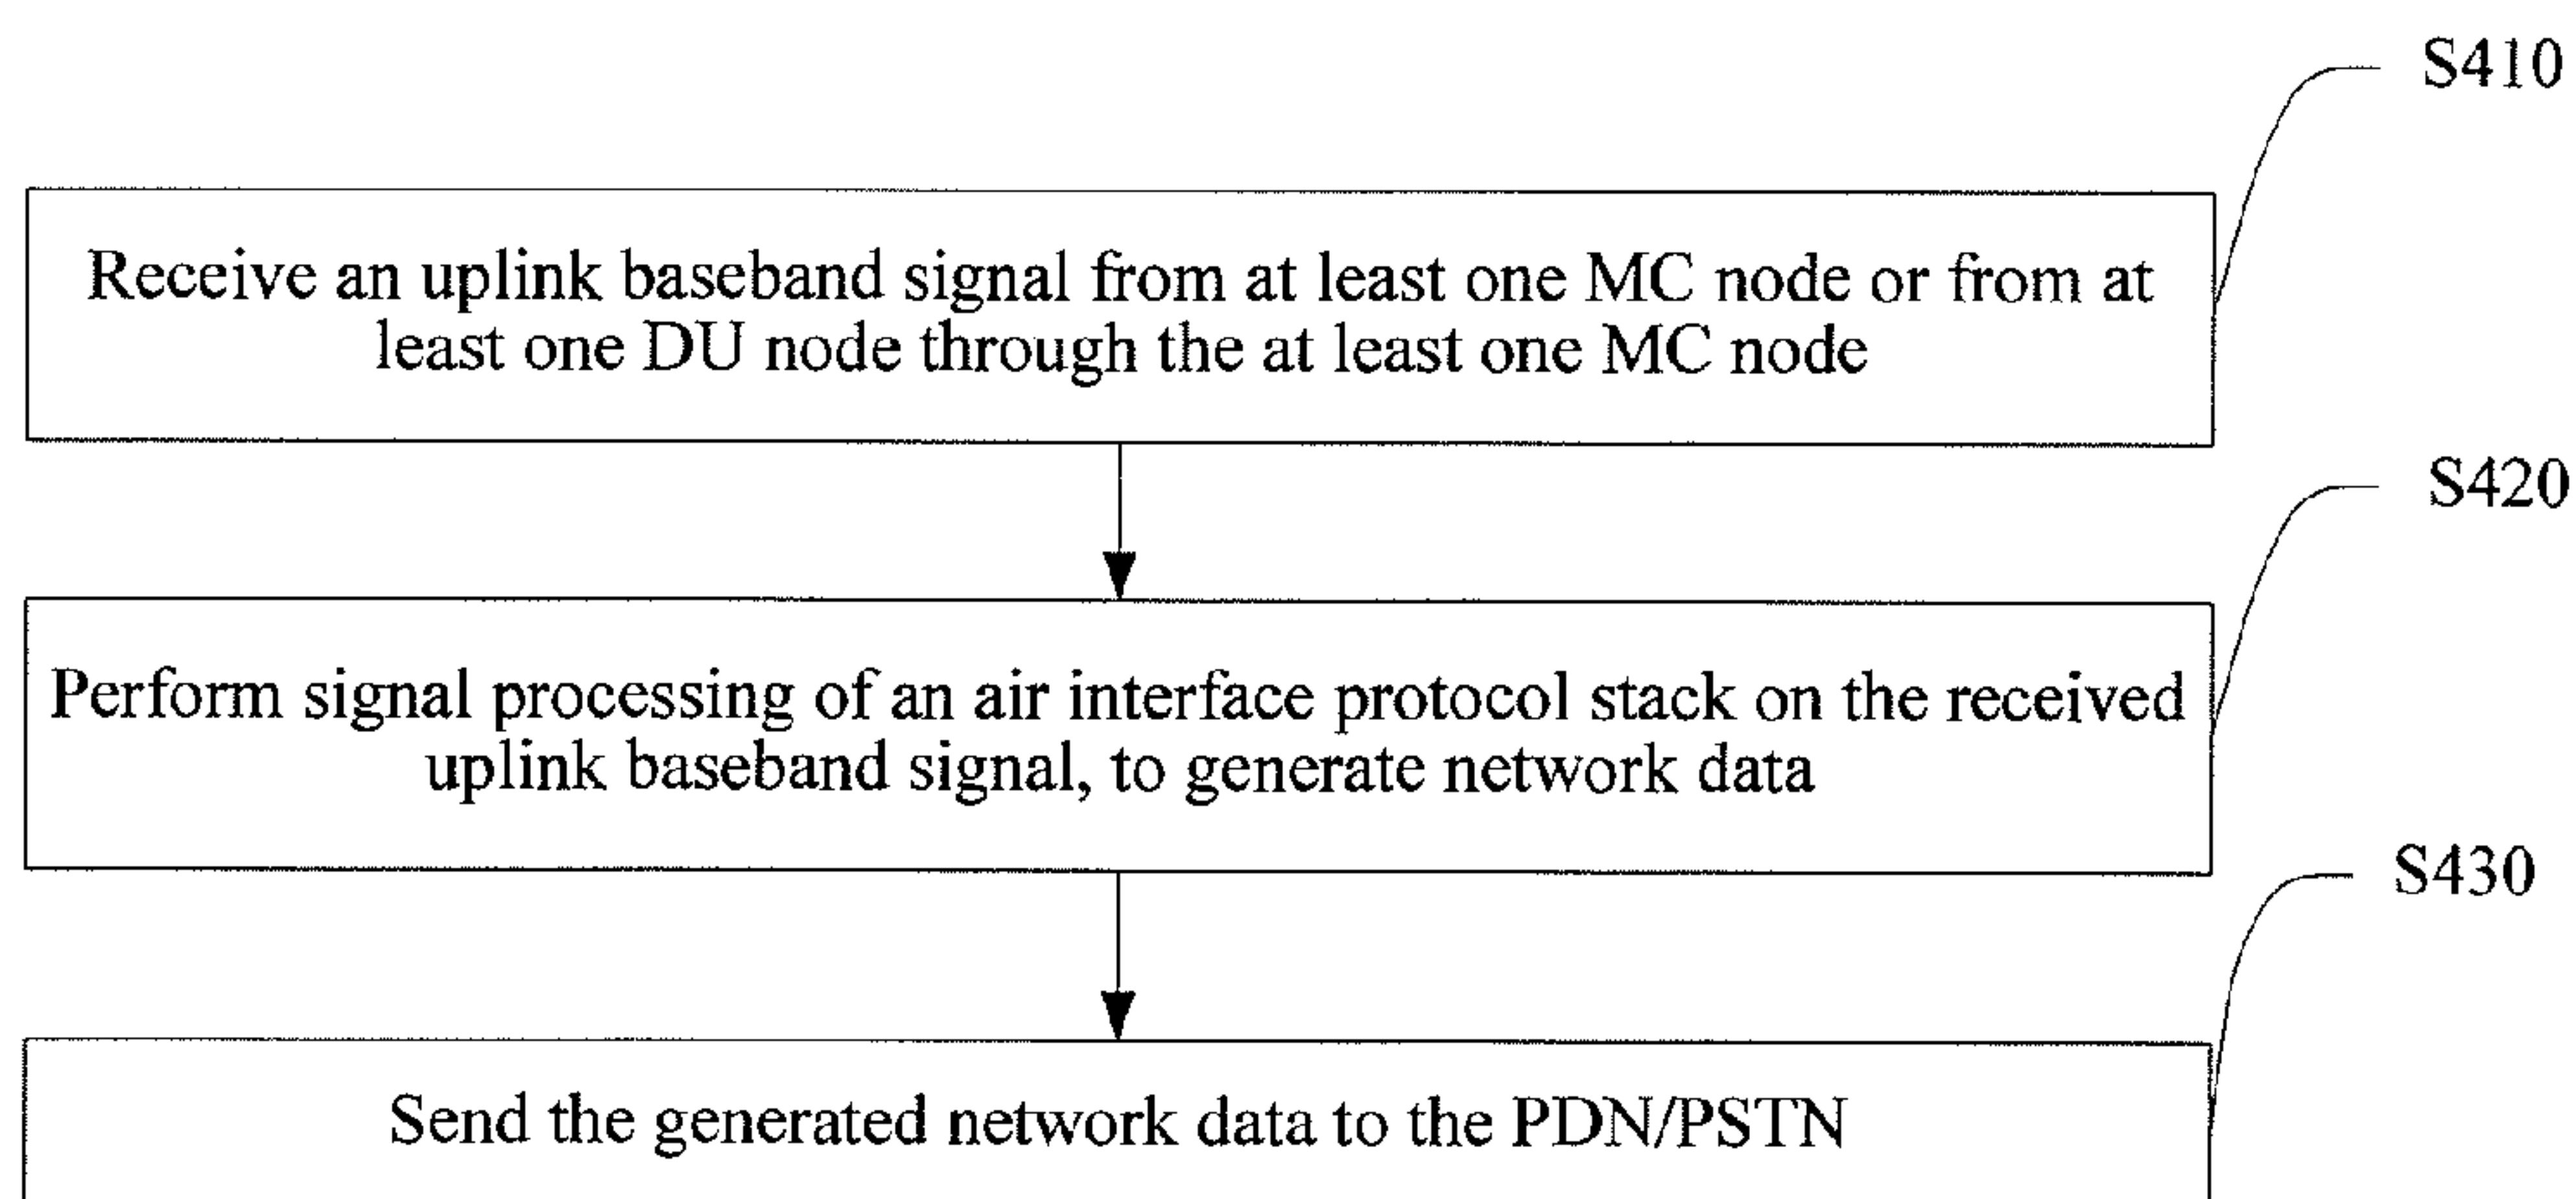 S410
Receive an uplink baseband signal from at least one MC node or from at
least one DU node through the at least one MC node
S420
Perform signal processing of an air interface protocol stack on the received
uplink baseband signal, to generate network data
S430
Send the generated network data to the PDN/PSTN